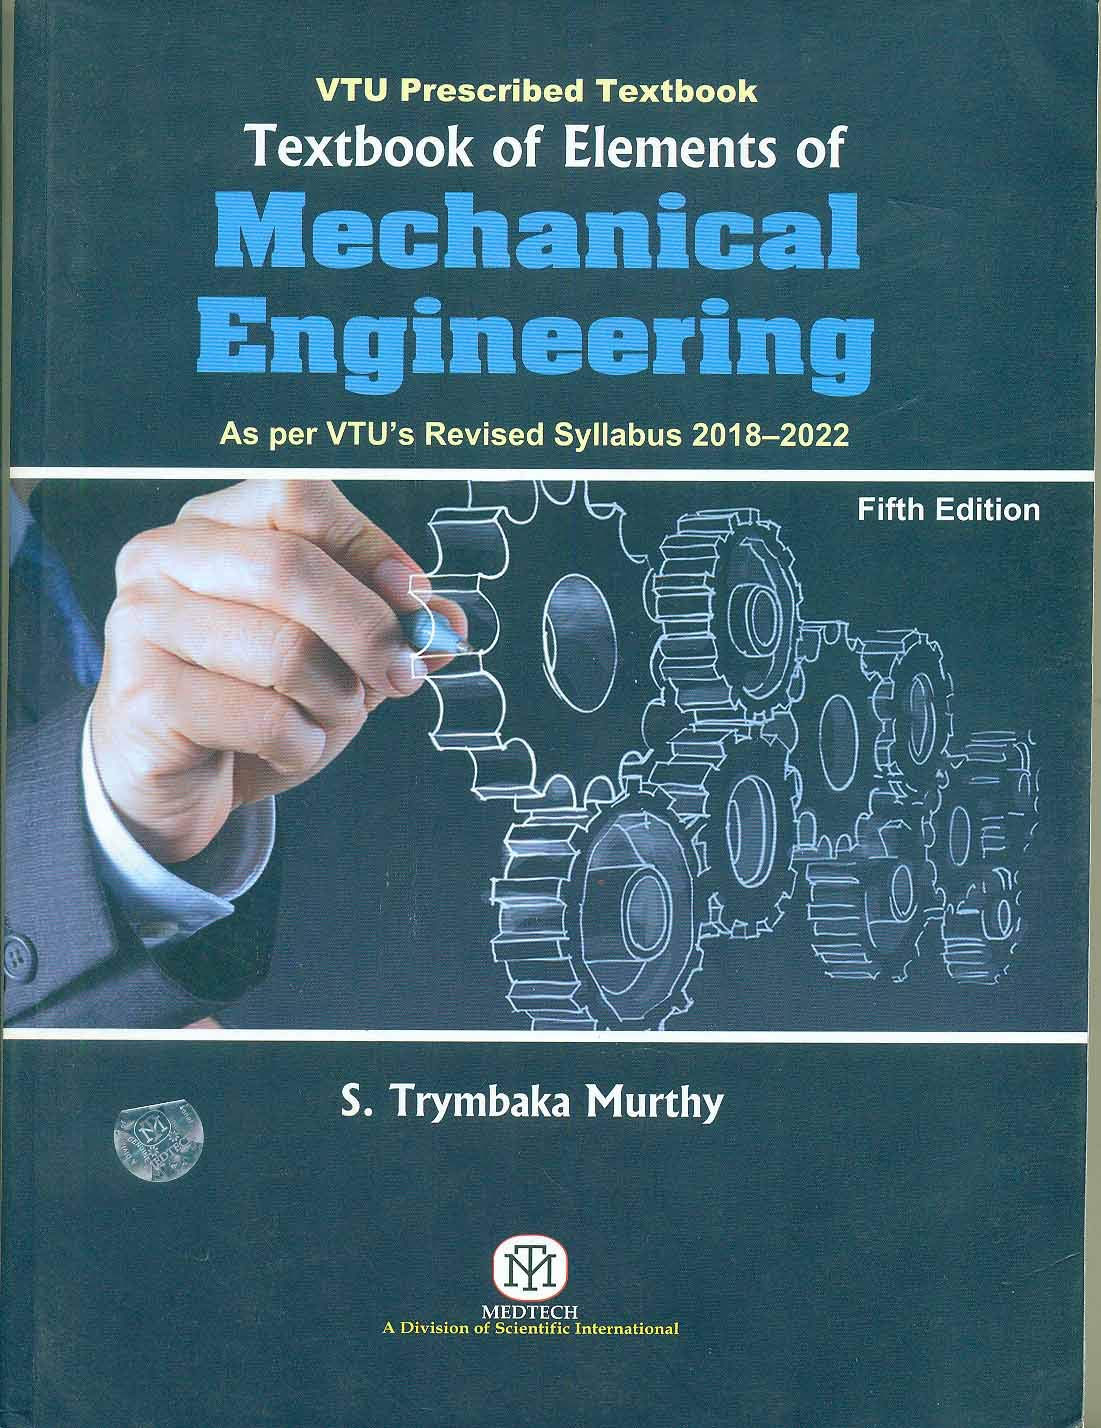 VTU Prescribed Textbook
Textbook of Elements of
Mechanical
Engineering
As per VTU's Revised Syllabus 2018–2022
Fifth Edition
S. Trymbaka Murthy
MEDTECH
A Division of Scientific International